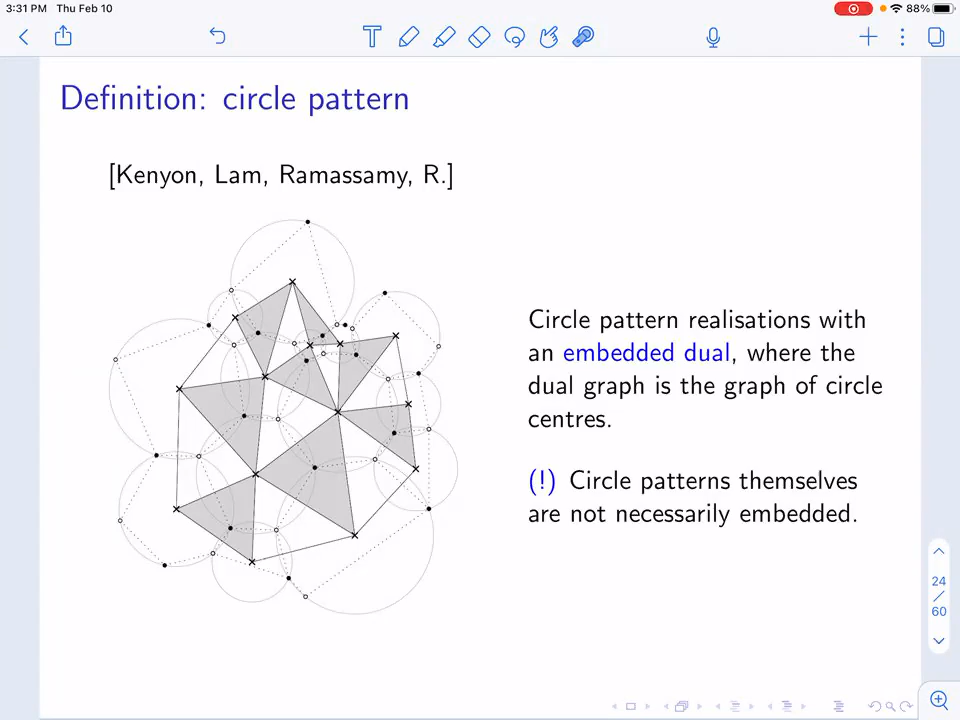 3:31 PM Thu Feb 10
88%
Definition: circle pattern
[Kenyon, Lam, Ramassamy, R.]
Circle pattern realisations with
an embedded dual, where the
dual graph is the graph of circle
centres.
(!) Circle patterns themselves
are not necessarily embedded.
24
/
60